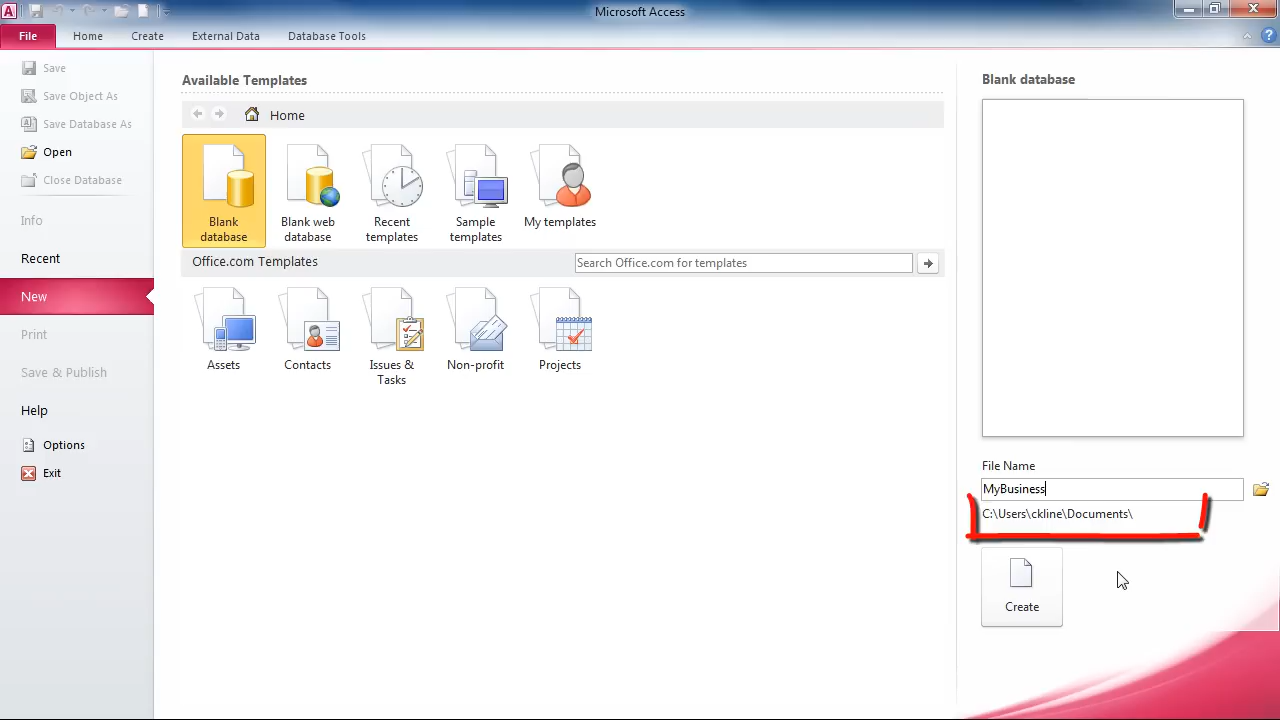 Microsoft Access
File Home Create External Data Database Tools
Save
Save Object As
Save Database As
Open
Close Database
Info
Recent
New
Print
Save & Publish
Help
Options
Exit
Available Templates
Home
Blank
database
Blank web
database
Recent
templates
Sample
templates
My templates
Office.com Templates
Search Office.com for templates
Assets
Contacts
Issues &
Tasks
Non-profit
Projects
Blank database
File Name
MyBusiness
C:\Users\ckline\Documents\
Create